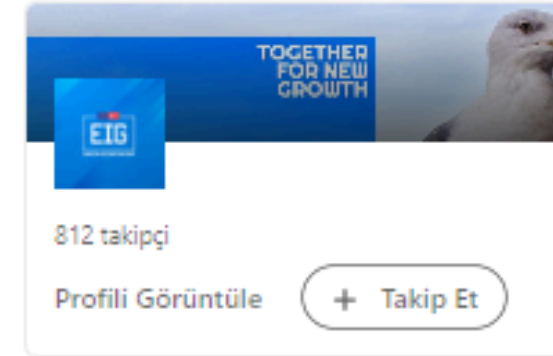 TOGETHER
FOR NEW
GROWTH
EIG
812 takipçi
Profili Görüntüle
+ Takip Et